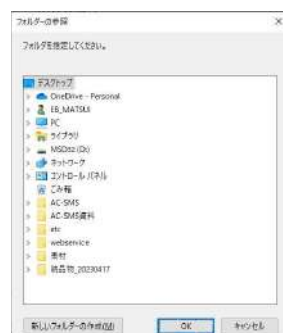 フォルダーの参照
フォルダを指定してください。
デスクトップ
OneDrive - Personal
EB_MATSUI
PC
ライブラリ
MSD32 (D:)
ネットワーク
コントロール パネル
ごみ箱
AC-SMS
AC-SMS資料
etc
webservice
素材
納品物_20230417
新しいフォルダーの作成(M)
OK
キャンセル